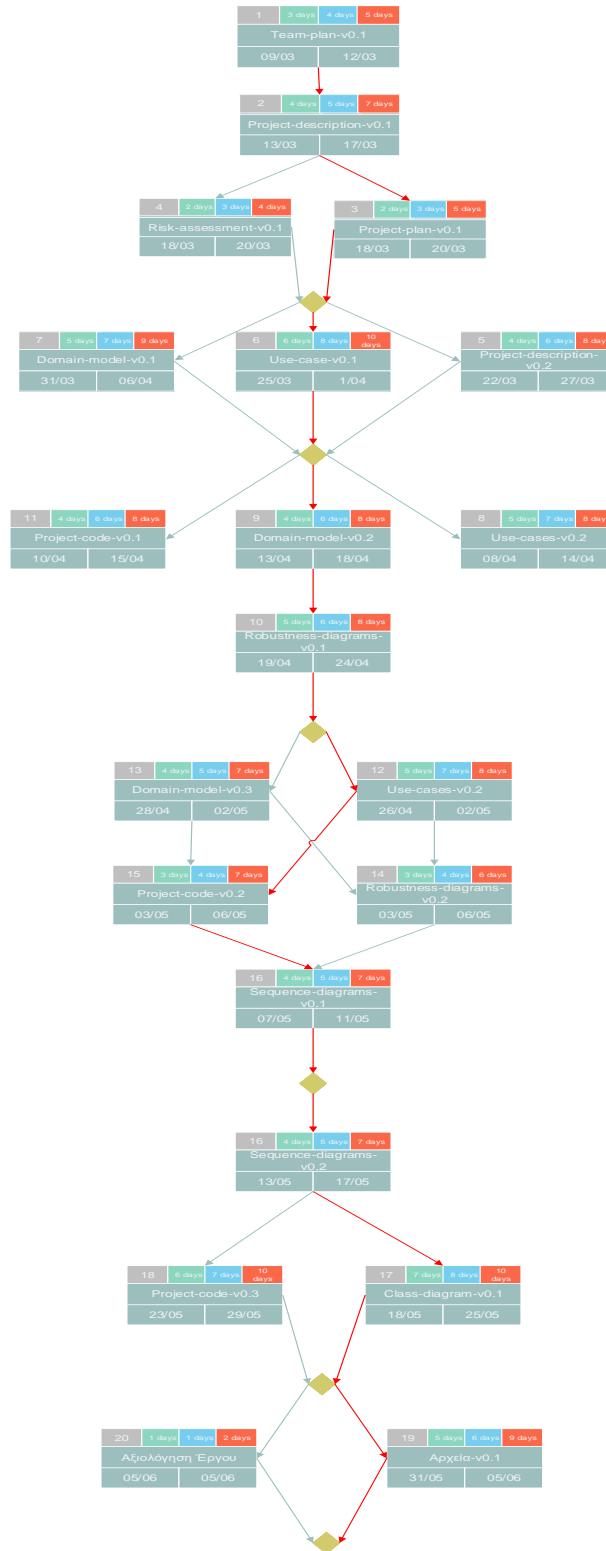 1 3 days 4 days 5 days
Team-plan-v0.1
09/03 12/03
2 4 days 5 days 7 days
Project-description-v0.1
13/03 17/03
4 2 days 3 days 4 days
Risk-assessment-v0.1
18/03 20/03
3 2 days 3 days 5 days
Project-plan-v0.1
18/03 20/03
7 5 days 7 days 9 days
Domain-model-v0.1
31/03 06/04
6 6 days 8 days 10
days
Use-case-v0.1
25/03 1/04
5 4 days 6 days 8 days
Project-description-
v0.2
22/03 27/03
11 4 days 6 days 8 days
Project-code-v0.1
10/04 15/04
9 4 days 6 days 8 days
Domain-model-v0.2
13/04 18/04
8 5 days 7 days 8 days
Use-cases-v0.2
08/04 14/04
10 5 days 6 days 8 days
Robustness-diagrams-
v0.1
19/04 24/04
13 4 days 5 days 7 days
Domain-model-v0.3
28/04 02/05
12 5 days 7 days 8 days
Use-cases-v0.2
26/04 02/05
15 3 days 4 days 7 days
Project-code-v0.2
03/05 06/05
14 3 days 4 days 6 days
Robustness-diagrams-
v0.2
03/05 06/05
16 4 days 5 days 7 days
Sequence-diagrams-
v0.1
07/05 11/05
16 4 days 5 days 7 days
Sequence-diagrams-
v0.2
13/05 17/05
18 6 days 7 days 10
days
Project-code-v0.3
23/05 29/05
17 7 days 8 days 10
days
Class-diagram-v0.1
18/05 25/05
20 1 days 1 days 2 days
Αξιολόγηση Έργου
05/06 05/06
19 5 days 6 days 9 days
Αρχεία-v0.1
31/05 05/06